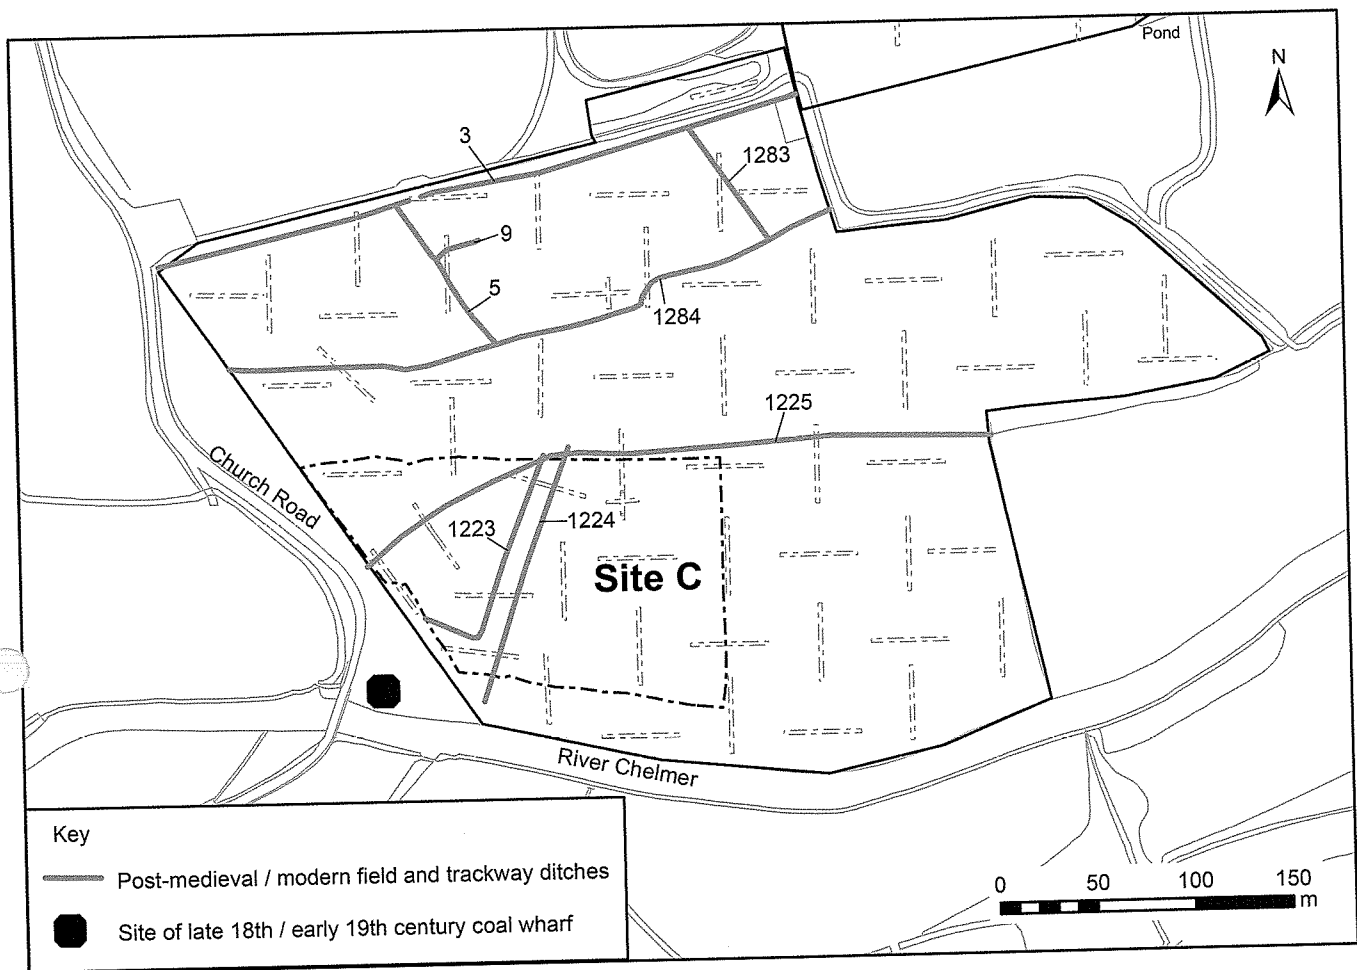 Pond
N
3
1283
9
5
1284
1225
Church Road
1223
1224
Site C
River Chelmer
Key
Post-medieval / modern field and trackway ditches
Site of late 18th / early 19th century coal wharf
0 50 100 150
m